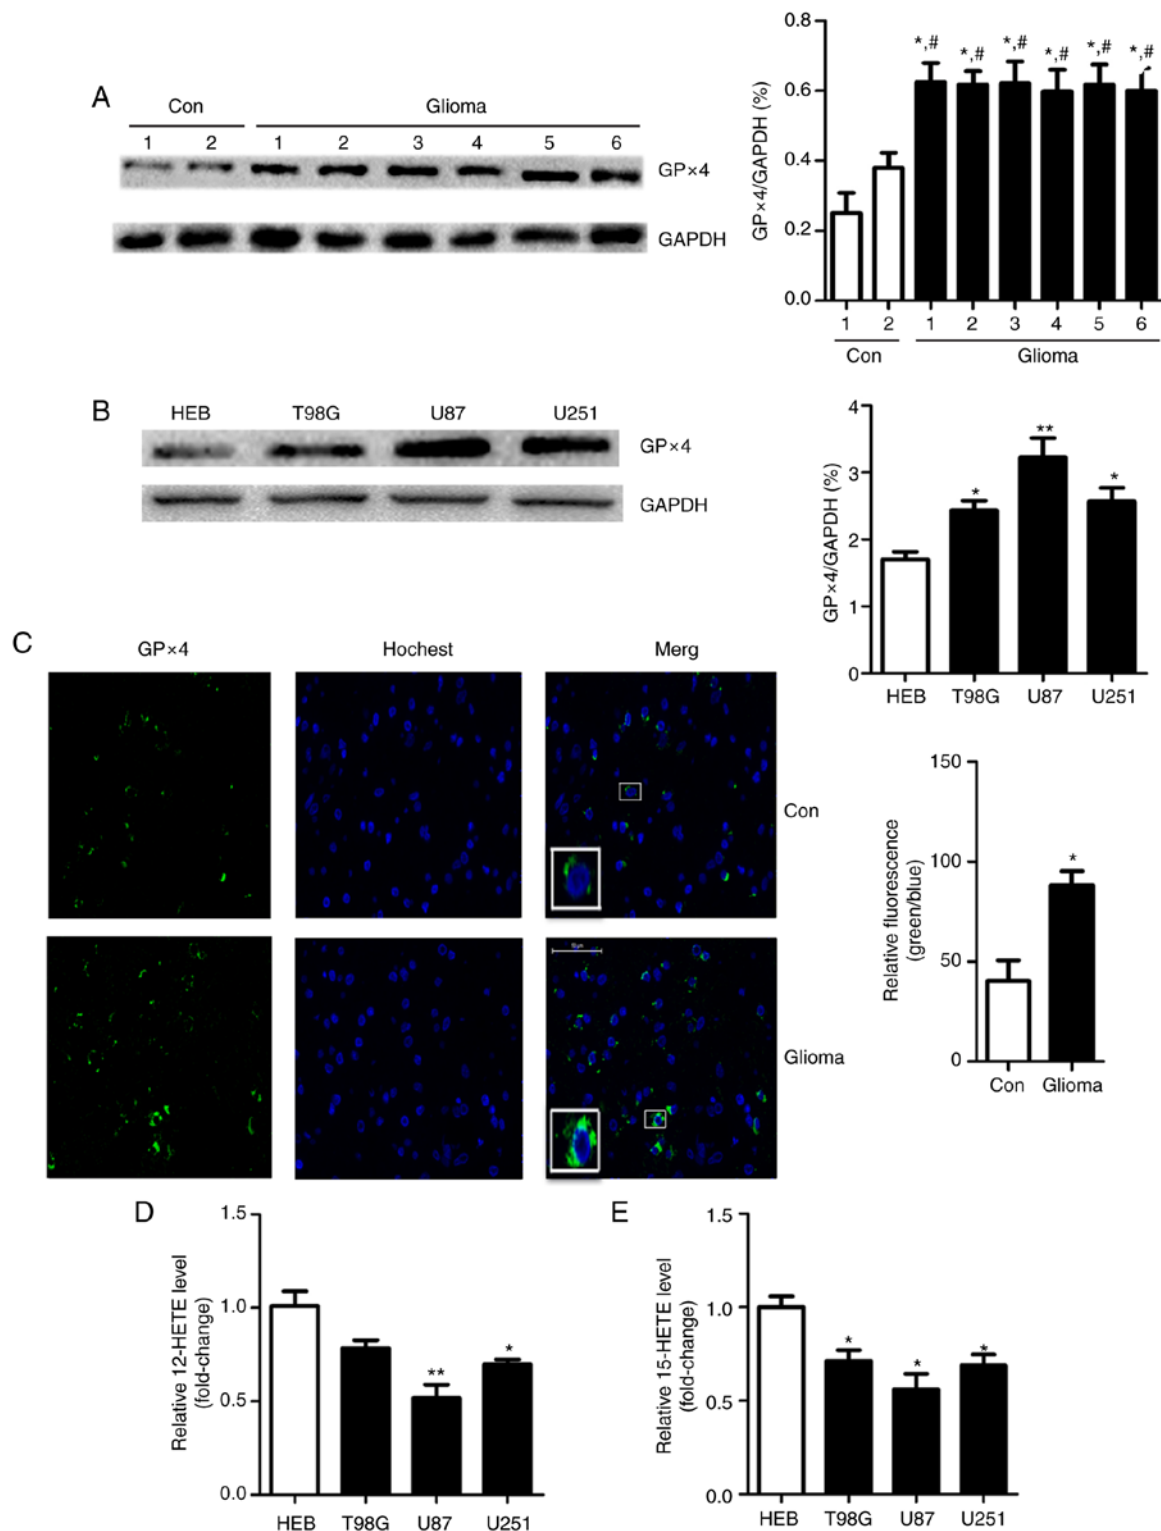 A
Con
Glioma
1 2 1 2 3 4 5 6
GP×4
GAPDH
GP×4/GAPDH (%)
0.8
0.6
0.4
0.2
0.0
*,# *,# *,# *,# *,# *,#
1 2 1 2 3 4 5 6
Con Glioma
B
HEB T98G U87 U251
GP×4
GAPDH
GP×4/GAPDH (%)
4
3
2
1
0
* ** *
HEB T98G U87 U251
C
GP×4 Hochest Merg
Con
Glioma
Relative fluorescence
(green/blue)
150
100
50
0
*
Con Glioma
D
Relative 12-HETE level
(fold-change)
1.5
1.0
0.5
0.0
** *
HEB T98G U87 U251
E
Relative 15-HETE level
(fold-change)
1.5
1.0
0.5
0.0
* * *
HEB T98G U87 U251